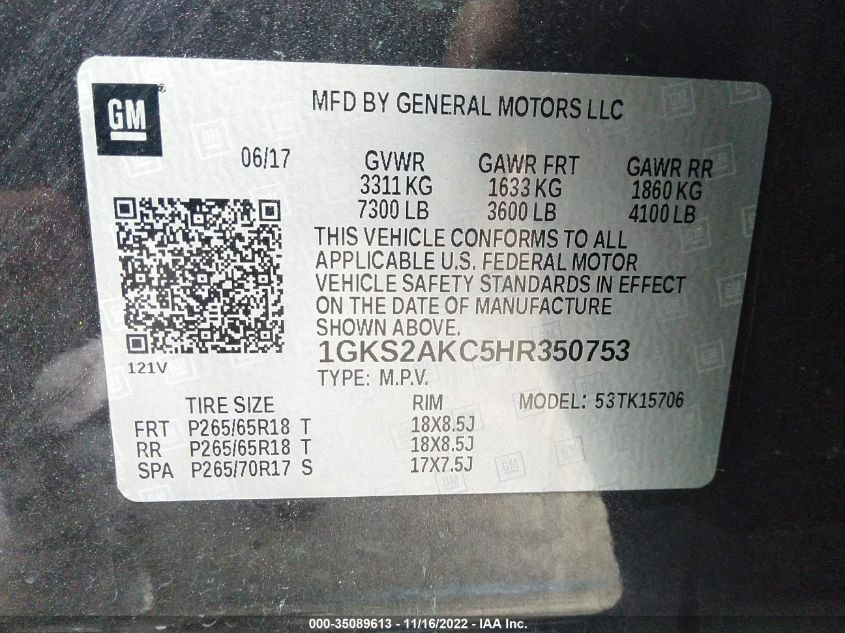 GM
MFD BY GENERAL MOTORS LLC
06/17 GVWR GAWR FRT GAWR RR
3311 KG 1633 KG 1860 KG
7300 LB 3600 LB 4100 LB
THIS VEHICLE CONFORMS TO ALL
APPLICABLE U.S. FEDERAL MOTOR
VEHICLE SAFETY STANDARDS IN EFFECT
ON THE DATE OF MANUFACTURE
SHOWN ABOVE.
1GKS2AKC5HR350753
121V
TYPE: M.P.V.
TIRE SIZE RIM MODEL: 53TK15706
FRT P265/65R18 T 18X8.5J
RR P265/65R18 T 18X8.5J
SPA P265/70R17 S 17X7.5J
000-35089613 - 11/16/2022 - IAA Inc.